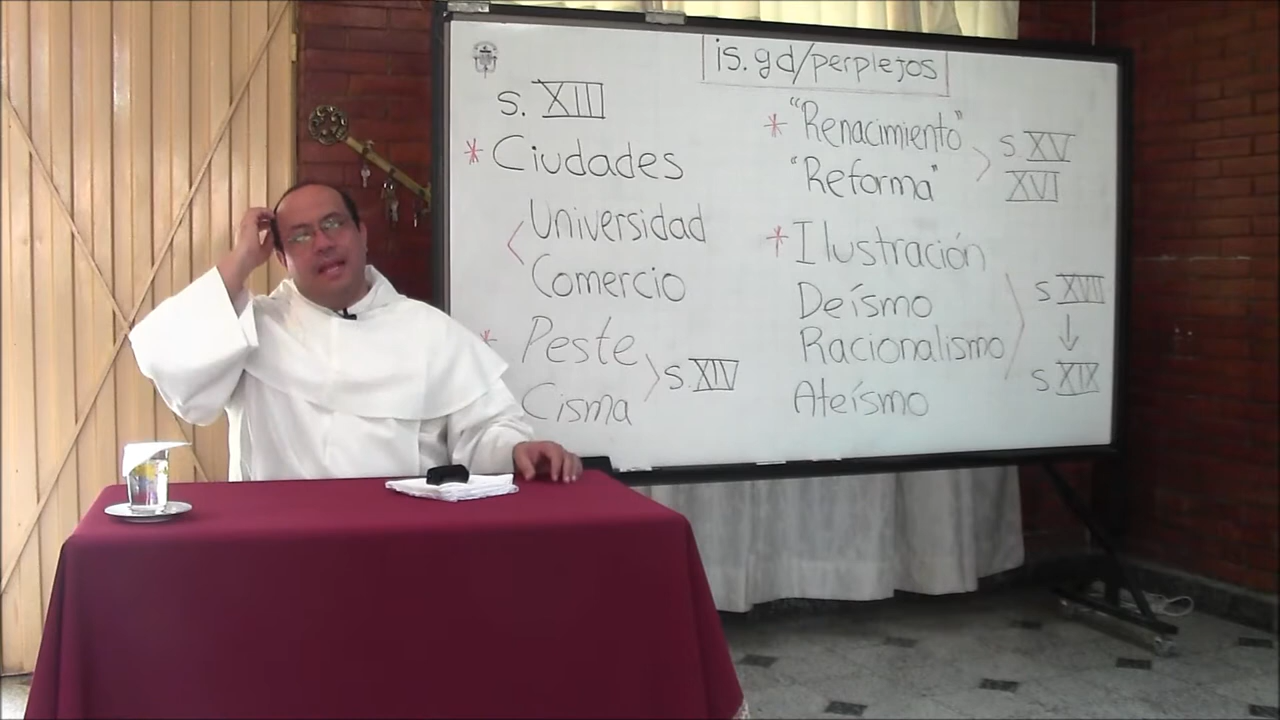 is.gd/perplejos
s. XIII
* Ciudades
Universidad
Comercio
* Peste
Cisma
s. XIV
* "Renacimiento"
"Reforma"
s XV
XVI
* Ilustración
Deísmo
Racionalismo
Ateísmo
s XVII
↓
s XIX